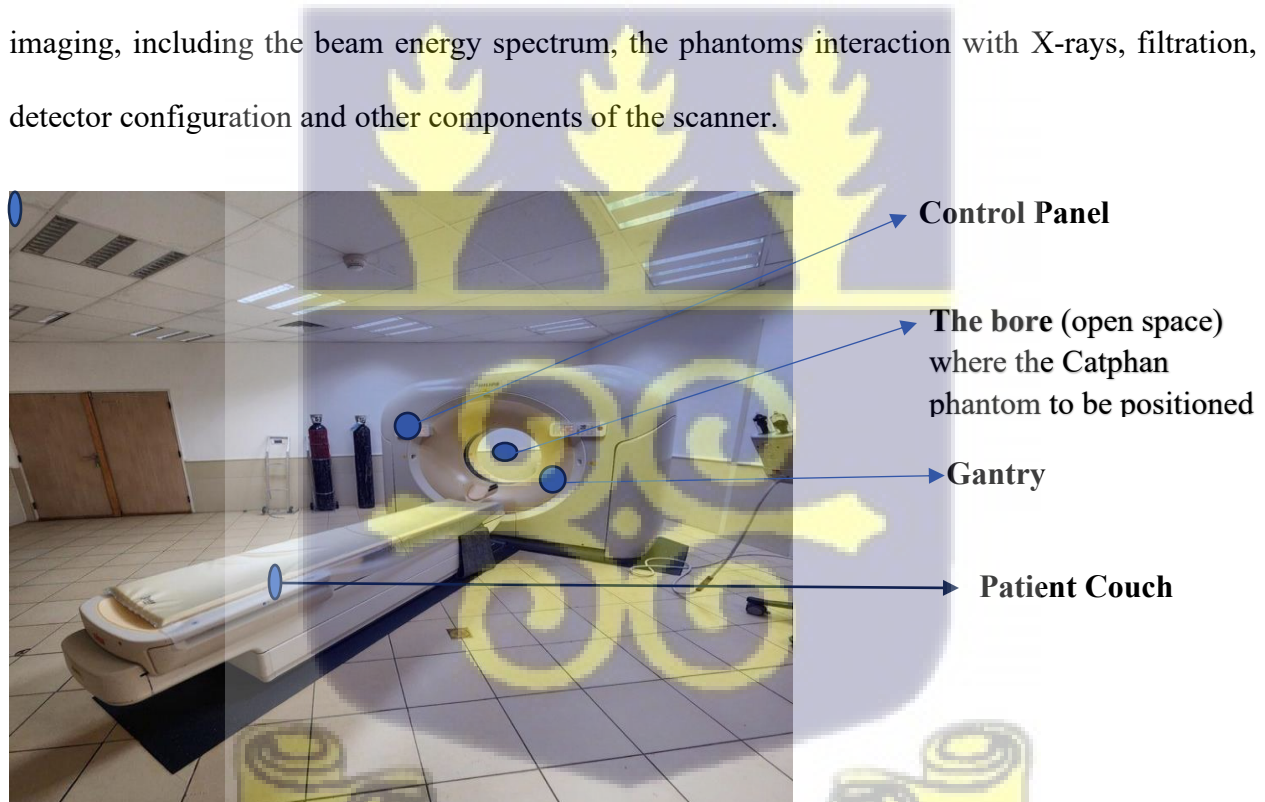 imaging, including the beam energy spectrum, the phantoms interaction with X-rays, filtration,
detector configuration and other components of the scanner.
Control Panel
The bore (open space)
where the Catphan
phantom to be positioned
Gantry
Patient Couch